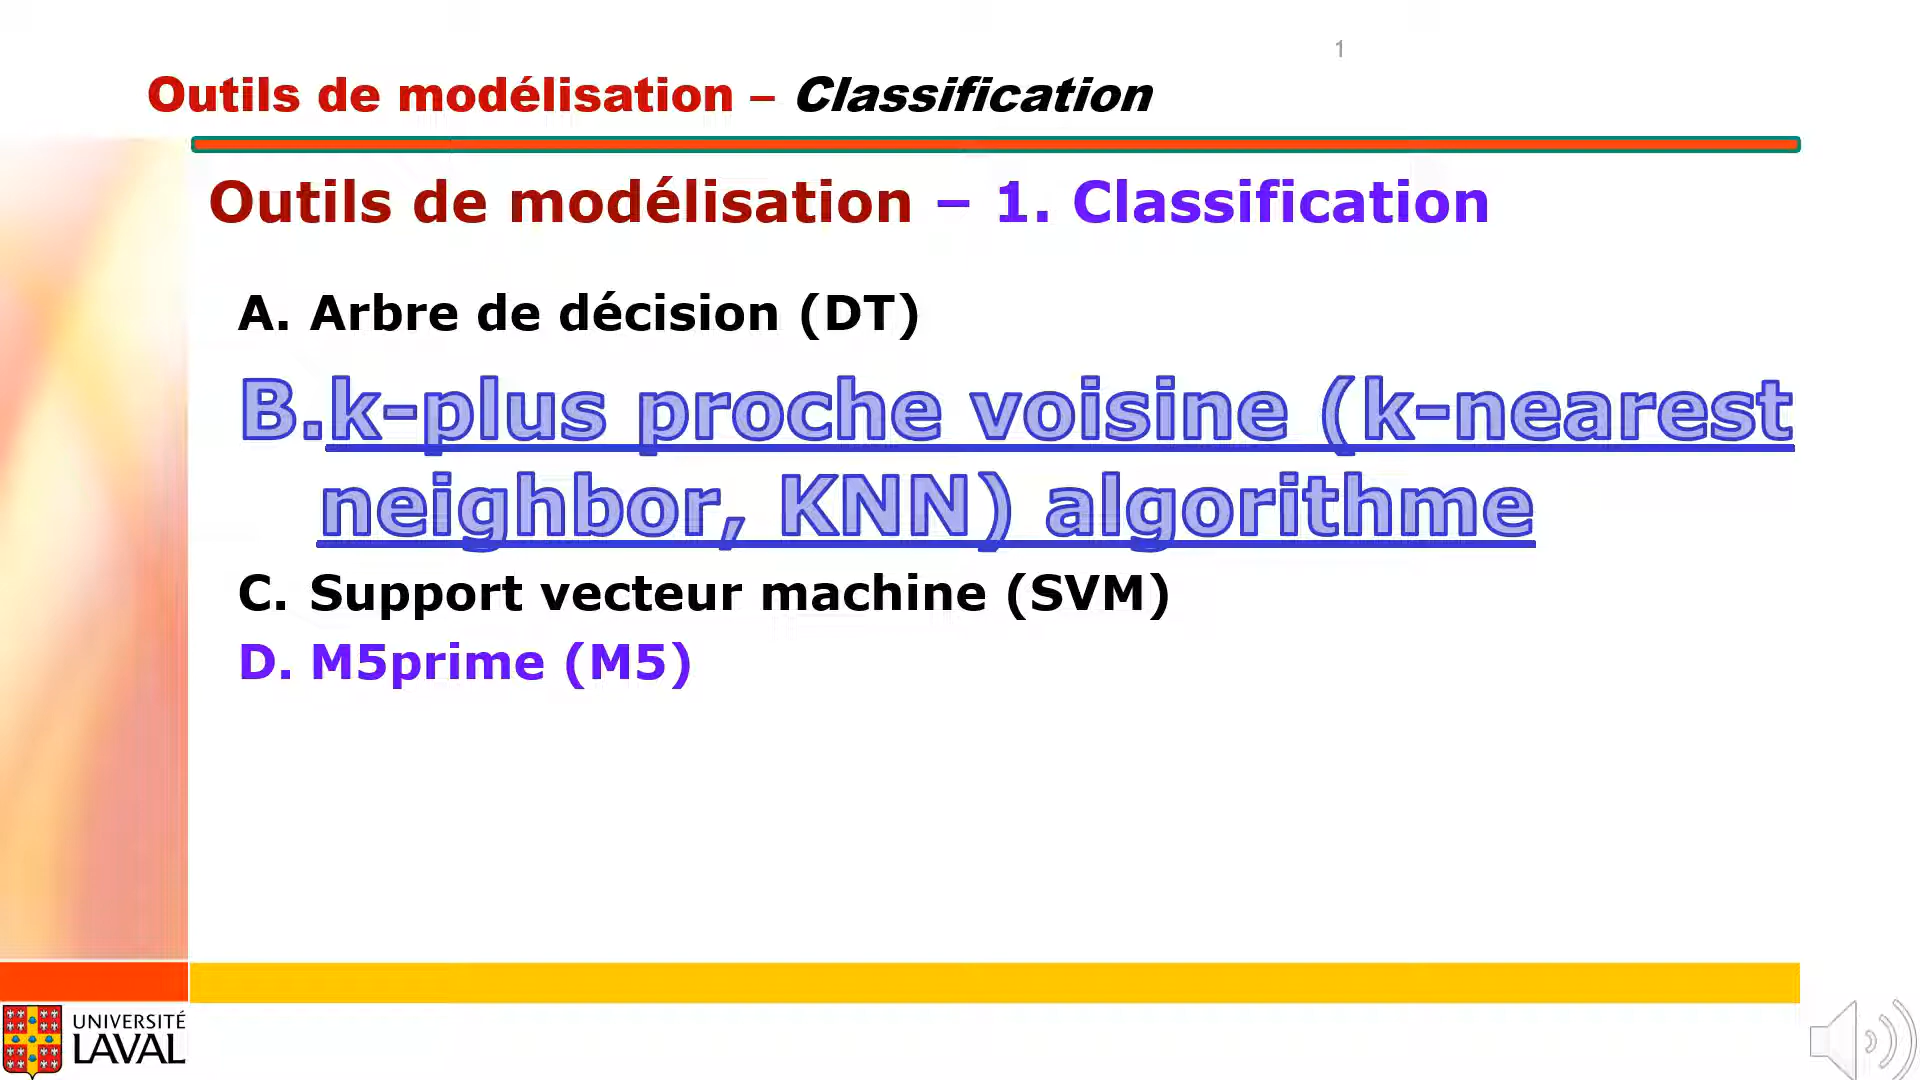 1
Outils de modélisation – Classification
Outils de modélisation – 1. Classification
A. Arbre de décision (DT)
B.k-plus proche voisine (k-nearest
neighbor, KNN) algorithme
C. Support vecteur machine (SVM)
D. M5prime (M5)
UNIVERSITÉ
LAVAL